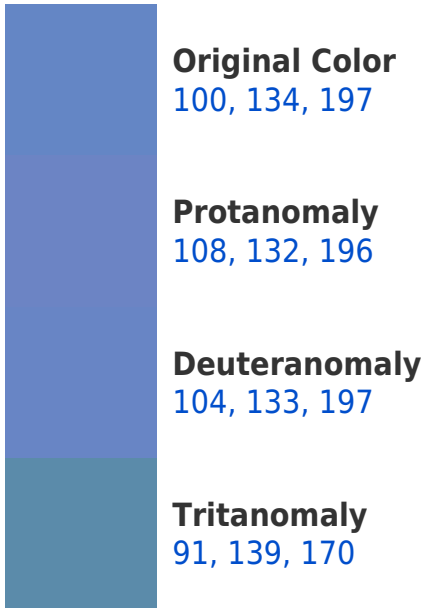 Original Color
100, 134, 197
Protanomaly
108, 132, 196
Deuteranomaly
104, 133, 197
Tritanomaly
91, 139, 170